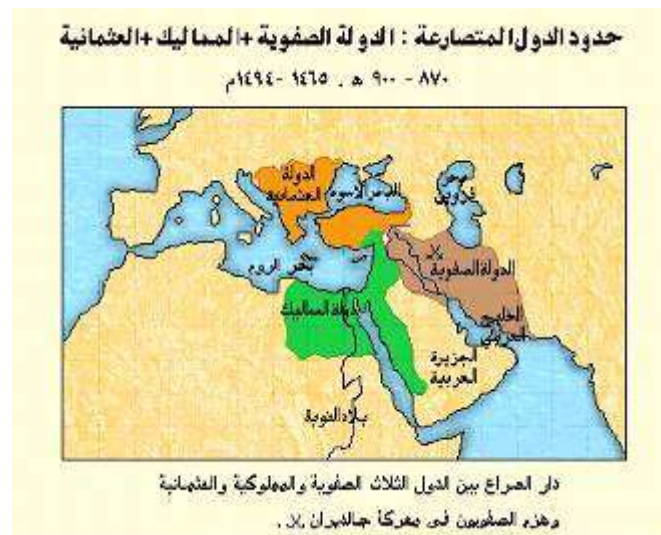 حدود الدول المتصارعة : الدولة الصفوية +المماليك +العثمانية
٨٧٠ - ٩٠٠ هـ . ١٤٦٥ -١٤٩٤م
الدولة
العثمانية
البحر الاسود
بحر
قزوين
بحر الروم
الدولة الصفوية
الدولة المماليك
الخليج
العربي
الجزيرة
العربية
بلاد النوبة
دار الصراع بين الدول الثلاث الصفوية والمملوكية والعثمانية
وهزم الصفويون في معركة جالديران X .